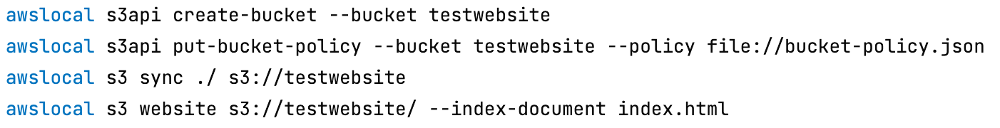 awslocal s3api create-bucket --bucket testwebsite
awslocal s3api put-bucket-policy --bucket testwebsite --policy file://bucket-policy.json
awslocal s3 sync ./ s3://testwebsite
awslocal s3 website s3://testwebsite/ --index-document index.html